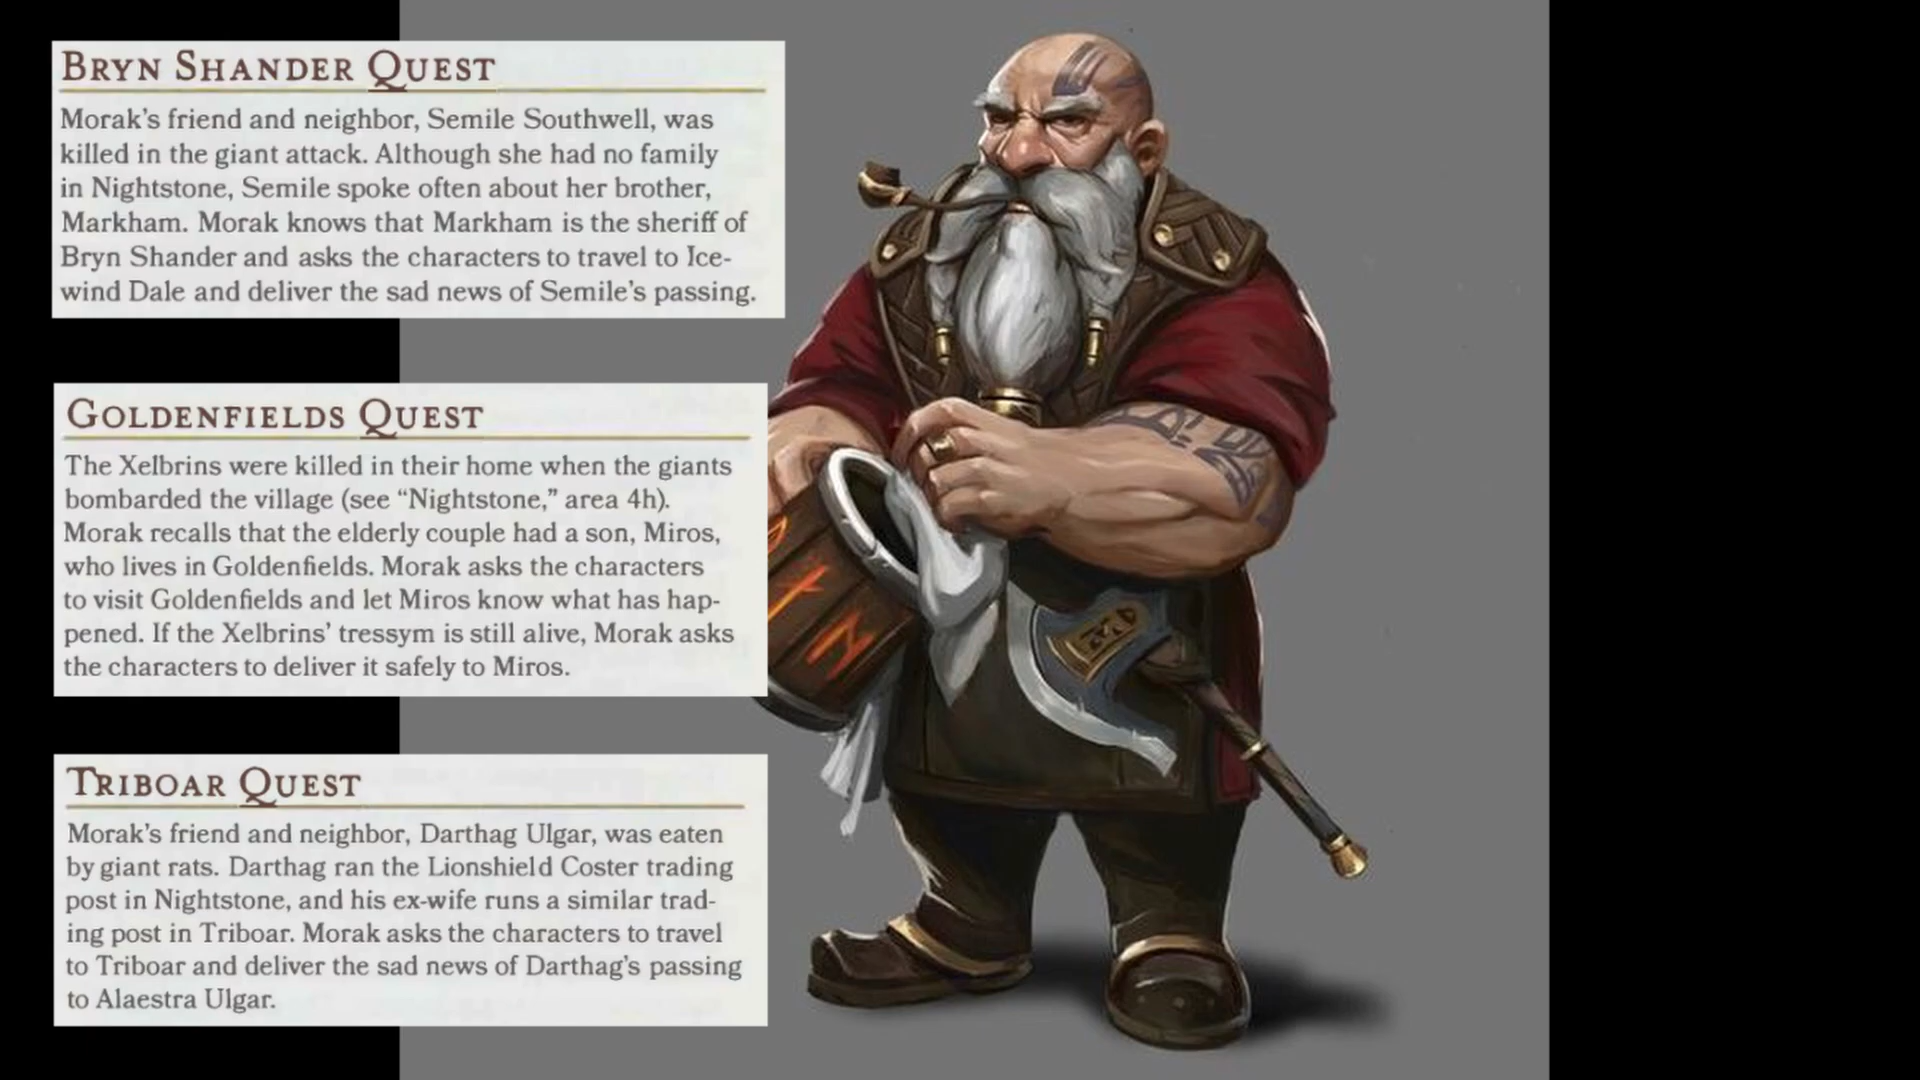 BRYN SHANDER QUEST
Morak's friend and neighbor, Semile Southwell, was
killed in the giant attack. Although she had no family
in Nightstone, Semile spoke often about her brother,
Markham. Morak knows that Markham is the sheriff of
Bryn Shander and asks the characters to travel to Ice-
wind Dale and deliver the sad news of Semile's passing.
GOLDENFIELDS QUEST
The Xelbrins were killed in their home when the giants
bombarded the village (see “Nightstone,” area 4h).
Morak recalls that the elderly couple had a son, Miros,
who lives in Goldenfields. Morak asks the characters
to visit Goldenfields and let Miros know what has hap-
pened. If the Xelbrins' tressym is still alive, Morak asks
the characters to deliver it safely to Miros.
TRIBOAR QUEST
Morak's friend and neighbor, Darthag Ulgar, was eaten
by giant rats. Darthag ran the Lionshield Coster trading
post in Nightstone, and his ex-wife runs a similar trad-
ing post in Triboar. Morak asks the characters to travel
to Triboar and deliver the sad news of Darthag's passing
to Alaestra Ulgar.